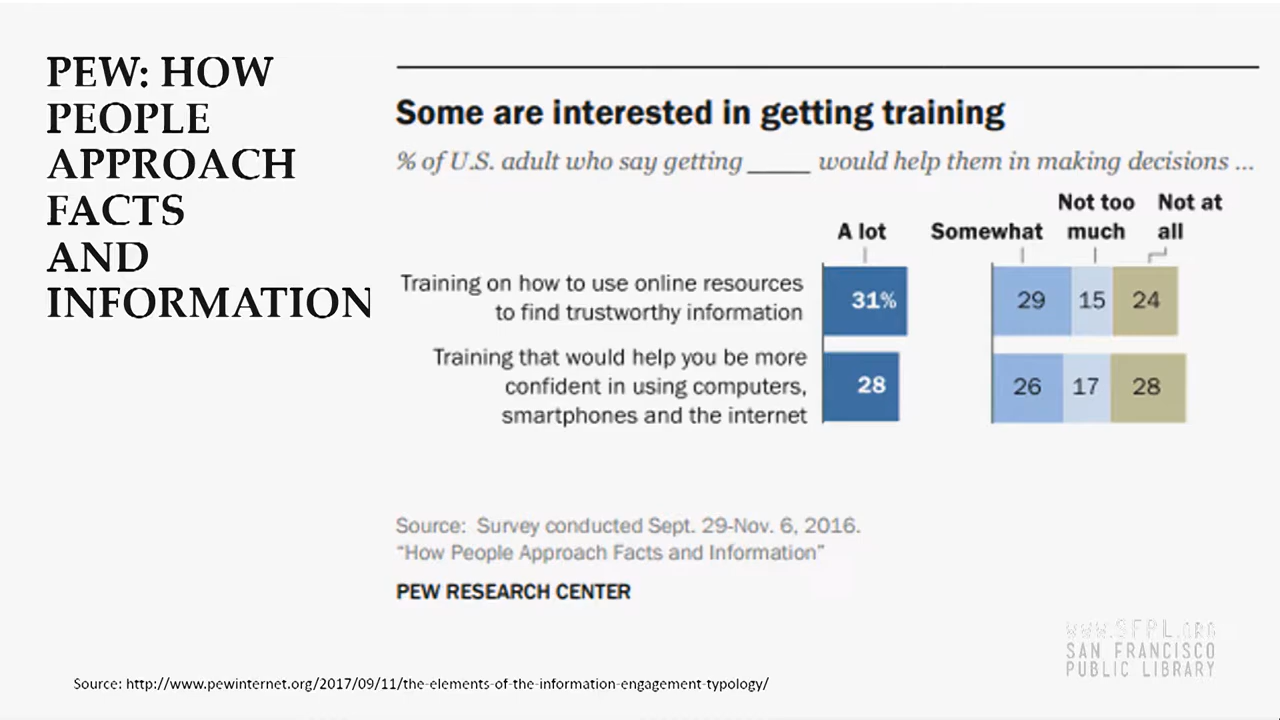 PEW: HOW
PEOPLE
APPROACH
FACTS
AND
INFORMATION
Some are interested in getting training
% of U.S. adult who say getting _____ would help them in making decisions ...
A lot
Somewhat
Not too
much
Not at
all
Training on how to use online resources
to find trustworthy information
31%
29
15
24
Training that would help you be more
confident in using computers,
smartphones and the internet
28
26
17
28
Source: Survey conducted Sept. 29-Nov. 6, 2016.
“How People Approach Facts and Information”
PEW RESEARCH CENTER
WWW.SFPL.ORG
SAN FRANCISCO
PUBLIC LIBRARY
Source: http://www.pewinternet.org/2017/09/11/the-elements-of-the-information-engagement-typology/